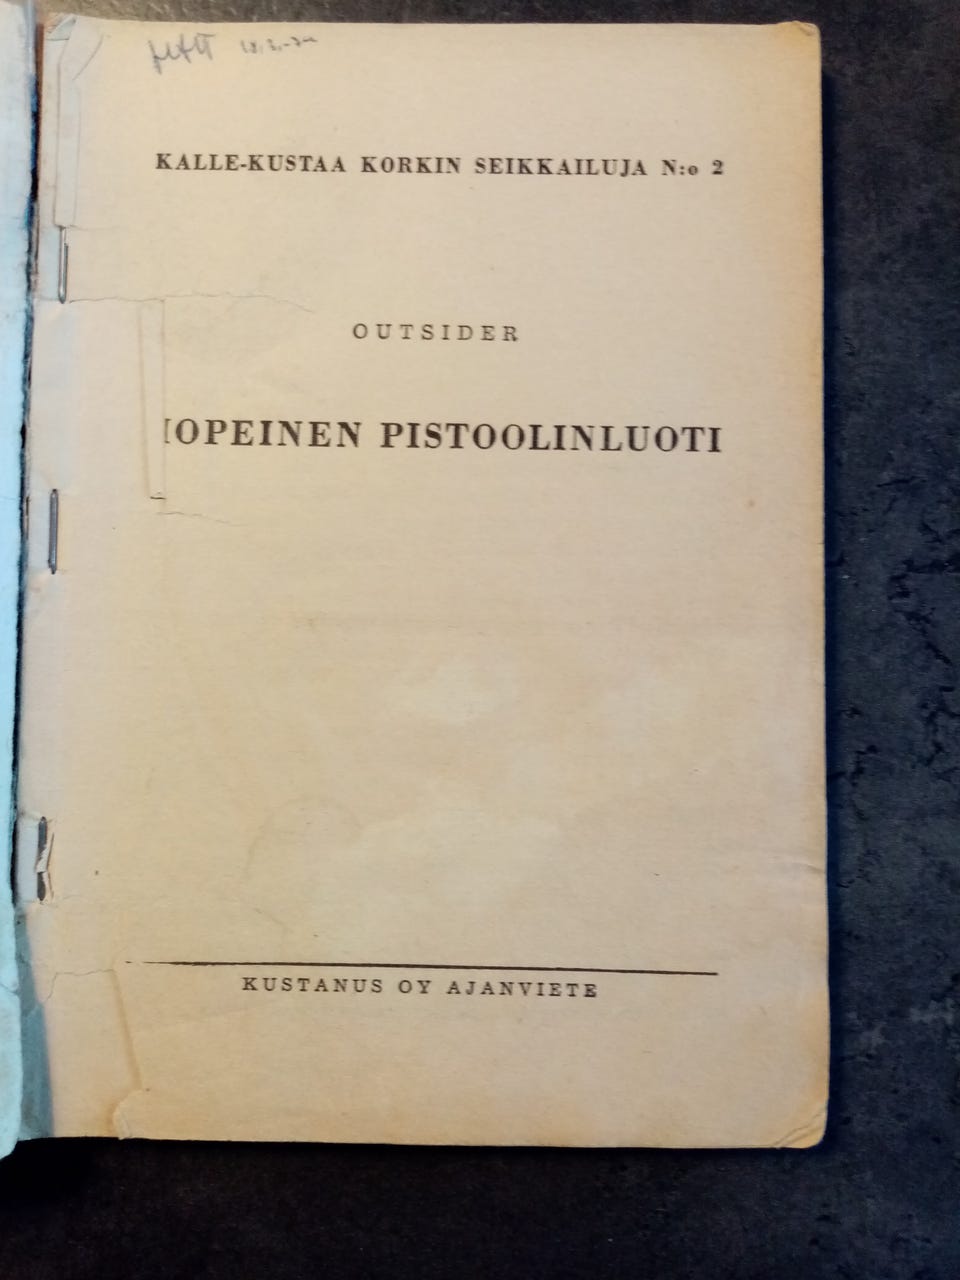 KALLE-KUSTAA KORKIN SEIKKAILUJA N:o 2
OUTSIDER
HOPEINEN PISTOOLINLUOTI
KUSTANUS OY AJANVIETE